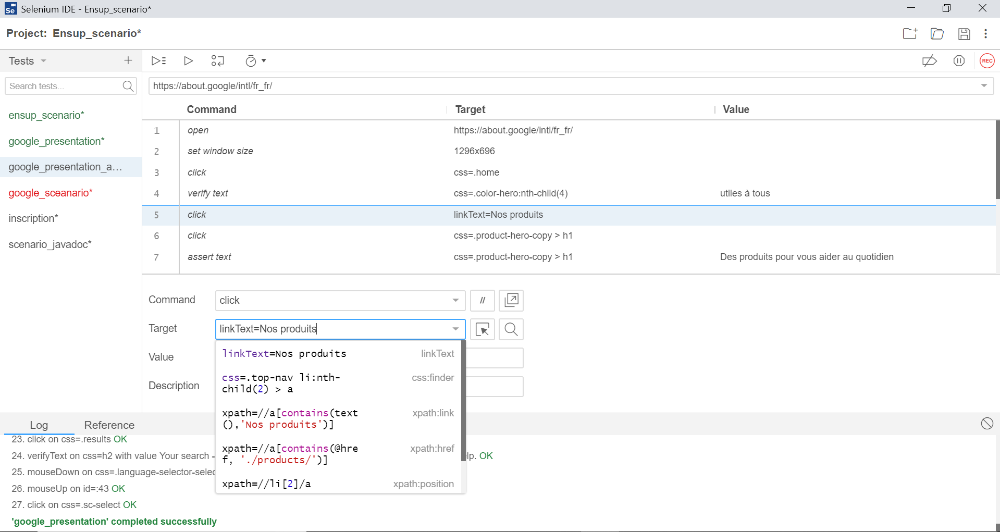 Se Selenium IDE - Ensup_scenario*
Project: Ensup_scenario*
Tests
REC
Search tests...
https://about.google/intl/fr_fr/
Command Target Value
ensup_scenario*
google_presentation*
google_presentation_a...
google_sceanario*
inscription*
scenario_javadoc*
1 open https://about.google/intl/fr_fr/
2 set window size 1296x696
3 click css=.home
4 verify text css=.color-hero:nth-child(4) utiles à tous
5 click linkText=Nos produits
6 click css=.product-hero-copy > h1
7 assert text css=.product-hero-copy > h1 Des produits pour vous aider au quotidien
Command click //
Target linkText=Nos produits
Value
Description
linkText=Nos produits linkText
css=.top-nav li:nth- css:finder
child(2) > a
xpath=//a[contains(text xpath:link
(),'Nos produits')]
xpath=//a[contains(@hre xpath:href
f, './products/')]
xpath=//li[2]/a xpath:position
Log Reference
23. click on css=.results OK
24. verifyText on css=h2 with value Your search - lp. OK
25. mouseDown on css=.language-selector-selec
26. mouseUp on id=:43 OK
27. click on css=.sc-select OK
'google_presentation' completed successfully